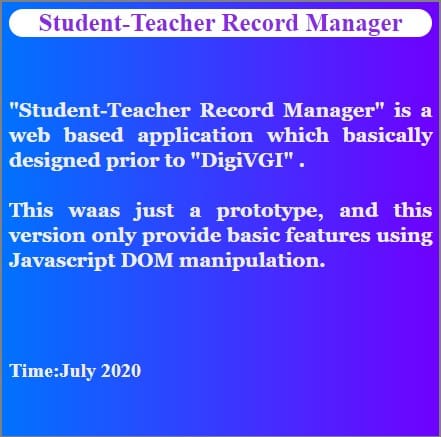 Student-Teacher Record Manager
"Student-Teacher Record Manager" is a
web based application which basically
designed prior to "DigiVGI" .
This waas just a prototype, and this
version only provide basic features using
Javascript DOM manipulation.
Time:July 2020